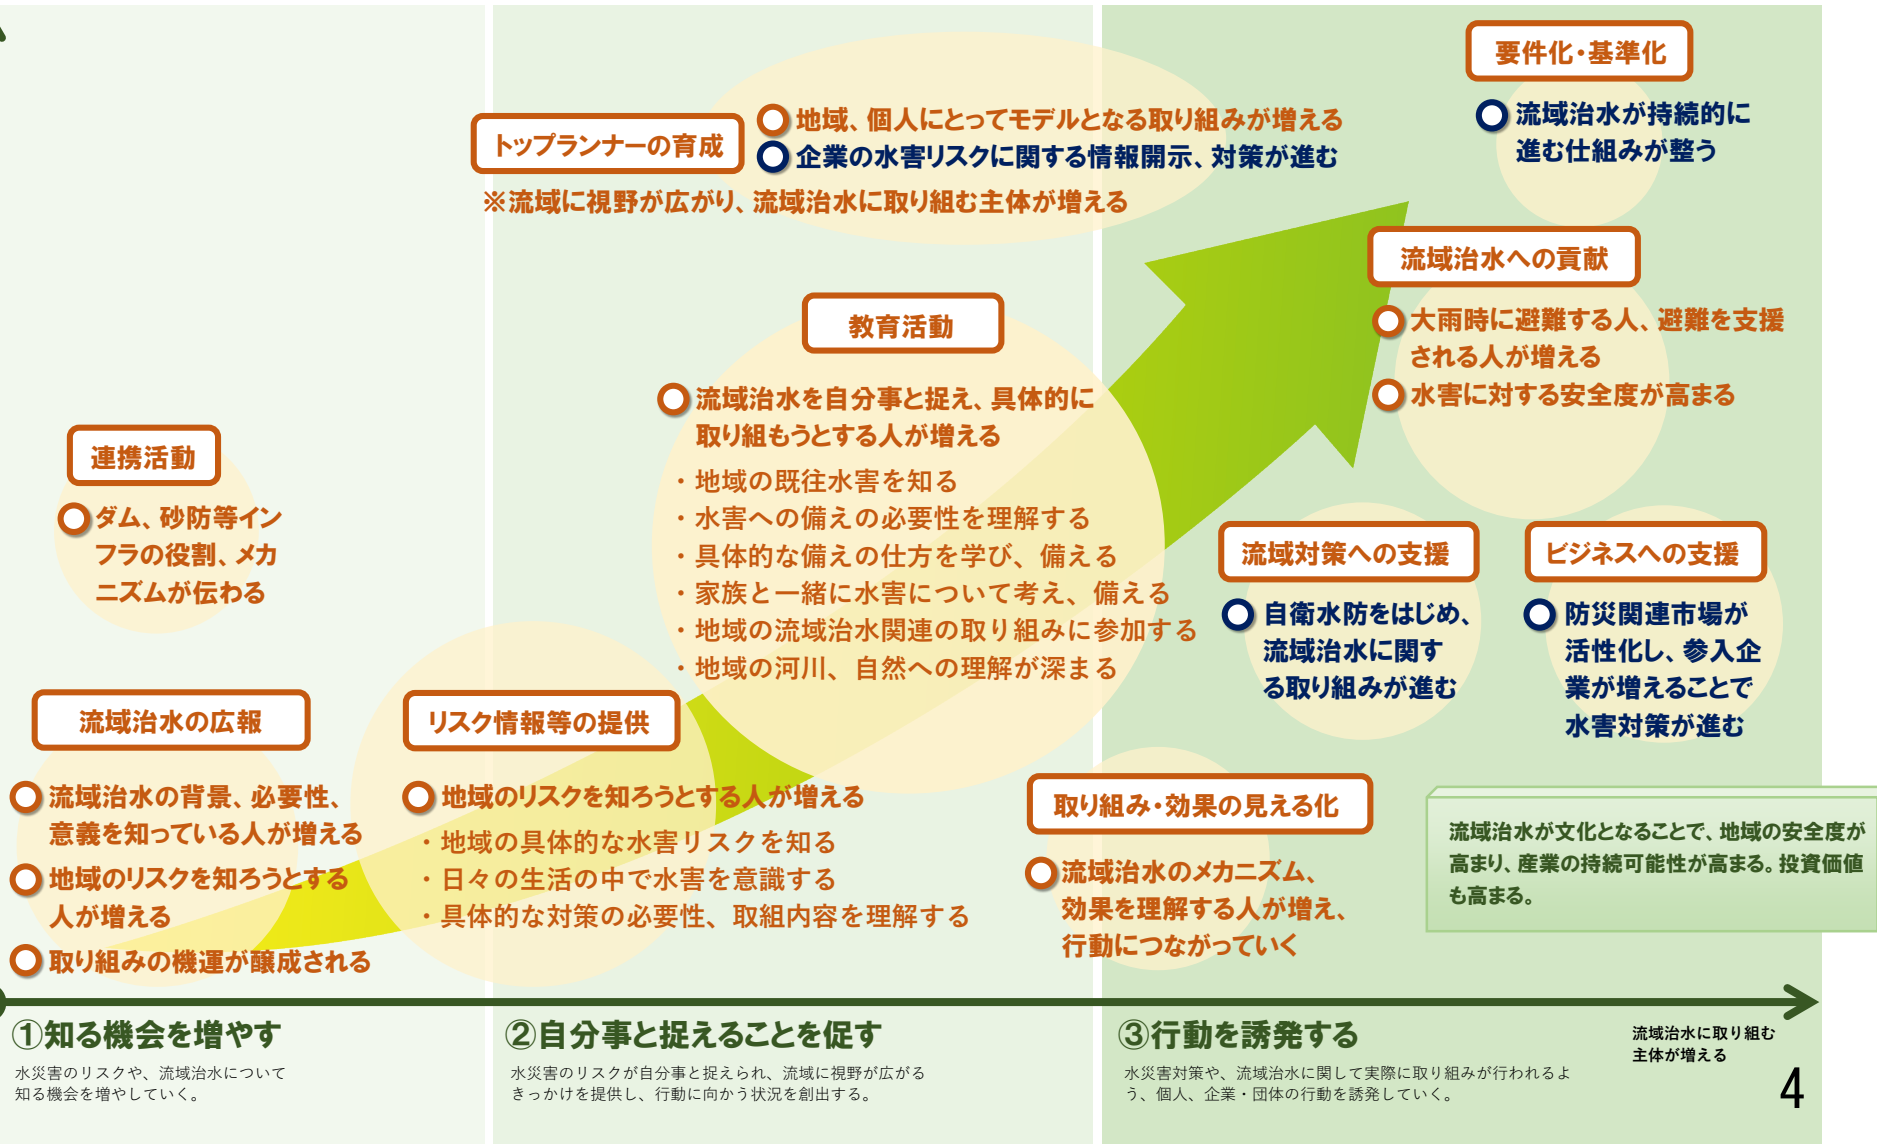 要件化・基準化
流域治水が持続的に
進む仕組みが整う
トップランナーの育成
地域、個人にとってモデルとなる取り組みが増える
企業の水害リスクに関する情報開示、対策が進む
※流域に視野が広がり、流域治水に取り組む主体が増える
流域治水への貢献
大雨時に避難する人、避難を支援
される人が増える
水害に対する安全度が高まる
教育活動
流域治水を自分事と捉え、具体的に
取り組もうとする人が増える
・地域の既往水害を知る
・水害への備えの必要性を理解する
・具体的な備えの仕方を学び、備える
・家族と一緒に水害について考え、備える
・地域の流域治水関連の取り組みに参加する
・地域の河川、自然への理解が深まる
連携活動
ダム、砂防等イン
フラの役割、メカ
ニズムが伝わる
流域対策への支援
自衛水防をはじめ、
流域治水に関す
る取り組みが進む
ビジネスへの支援
防災関連市場が
活性化し、参入企
業が増えることで
水害対策が進む
流域治水の広報
流域治水の背景、必要性、
意義を知っている人が増える
地域のリスクを知ろうとする
人が増える
取り組みの機運が醸成される
リスク情報等の提供
地域のリスクを知ろうとする人が増える
・地域の具体的な水害リスクを知る
・日々の生活の中で水害を意識する
・具体的な対策の必要性、取組内容を理解する
取り組み・効果の見える化
流域治水のメカニズム、
効果を理解する人が増え、
行動につながっていく
流域治水が文化となることで、地域の安全度が
高まり、産業の持続可能性が高まる。投資価値
も高まる。
①知る機会を増やす
水災害のリスクや、流域治水について
知る機会を増やしていく。
②自分事と捉えることを促す
水災害のリスクが自分事と捉えられ、流域に視野が広がる
きっかけを提供し、行動に向かう状況を創出する。
③行動を誘発する
水災害対策や、流域治水に関して実際に取り組みが行われるよ
う、個人、企業・団体の行動を誘発していく。
流域治水に取り組む
主体が増える
4